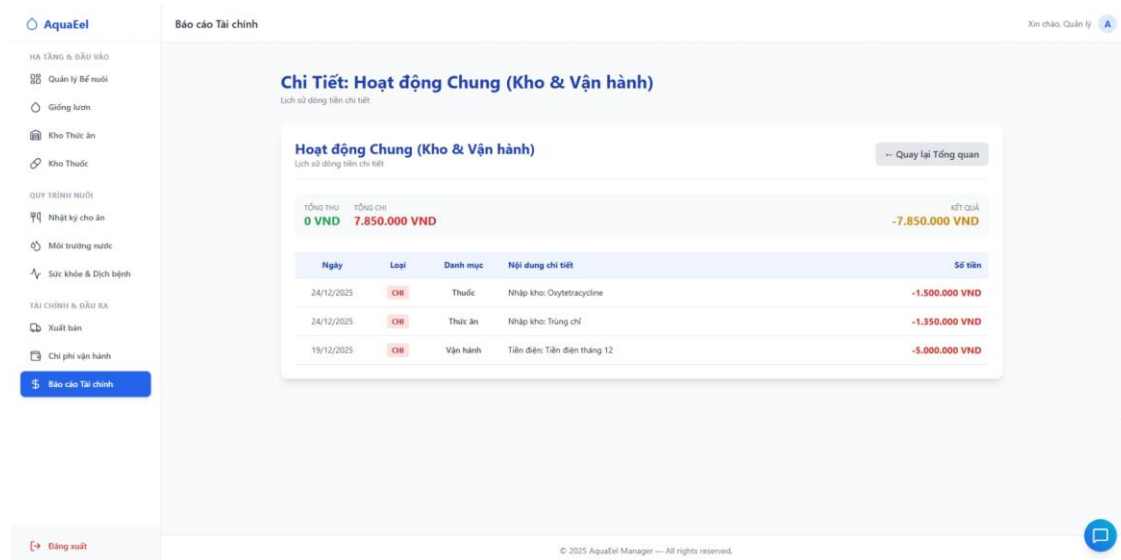 AquaEel
Báo cáo Tài chính
Xin chào, Quản lý
A
HẠ TẦNG & ĐẦU VÀO
Quản lý Bể nuôi
Giống lươn
Kho Thức ăn
Kho Thuốc
QUY TRÌNH NUÔI
Nhật ký cho ăn
Môi trường nước
Sức khỏe & Dịch bệnh
TÀI CHÍNH & ĐẦU RA
Xuất bán
Chi phí vận hành
Báo cáo Tài chính
Đăng xuất
Chi Tiết: Hoạt động Chung (Kho & Vận hành)
Lịch sử dòng tiền chi tiết
Hoạt động Chung (Kho & Vận hành)
Lịch sử dòng tiền chi tiết
← Quay lại Tổng quan
TỔNG THU TỔNG CHI KẾT QUẢ
0 VND 7.850.000 VND -7.850.000 VND
Ngày Loại Danh mục Nội dung chi tiết Số tiền
24/12/2025 CHI Thuốc Nhập kho: Oxytetracycline -1.500.000 VND
24/12/2025 CHI Thức ăn Nhập kho: Trùng chỉ -1.350.000 VND
19/12/2025 CHI Vận hành Tiền điện: Tiền điện tháng 12 -5.000.000 VND
© 2025 AquaEel Manager — All rights reserved.